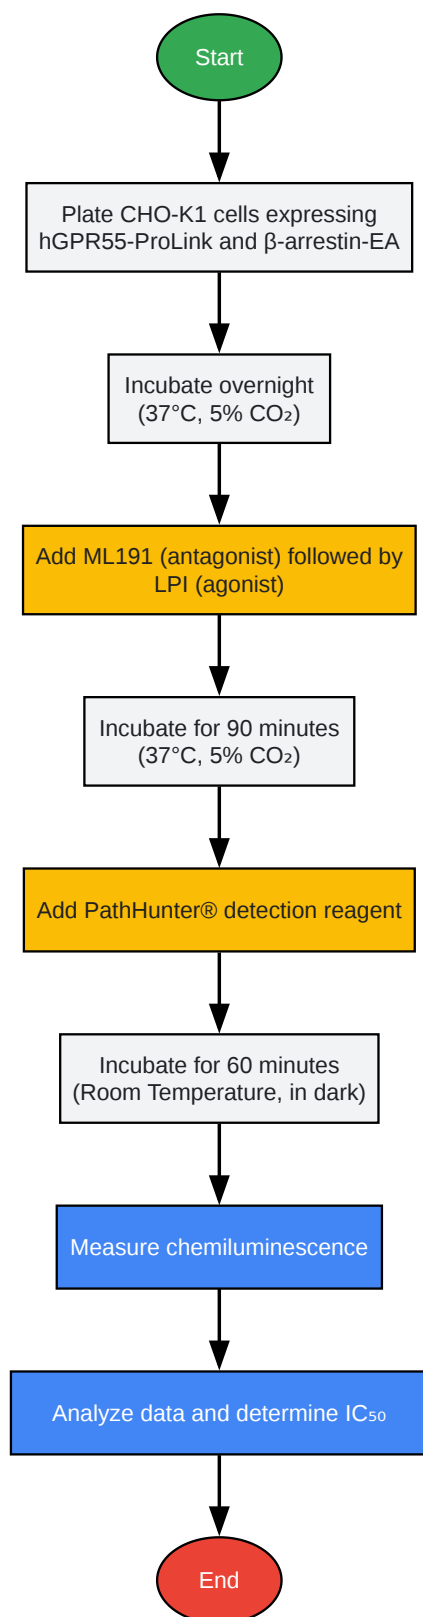 Start
Plate CHO-K1 cells expressing
hGPR55-ProLink and β-arrestin-EA
Incubate overnight
(37°C, 5% CO₂)
Add ML191 (antagonist) followed by
LPI (agonist)
Incubate for 90 minutes
(37°C, 5% CO₂)
Add PathHunter® detection reagent
Incubate for 60 minutes
(Room Temperature, in dark)
Measure chemiluminescence
Analyze data and determine IC₅₀
End